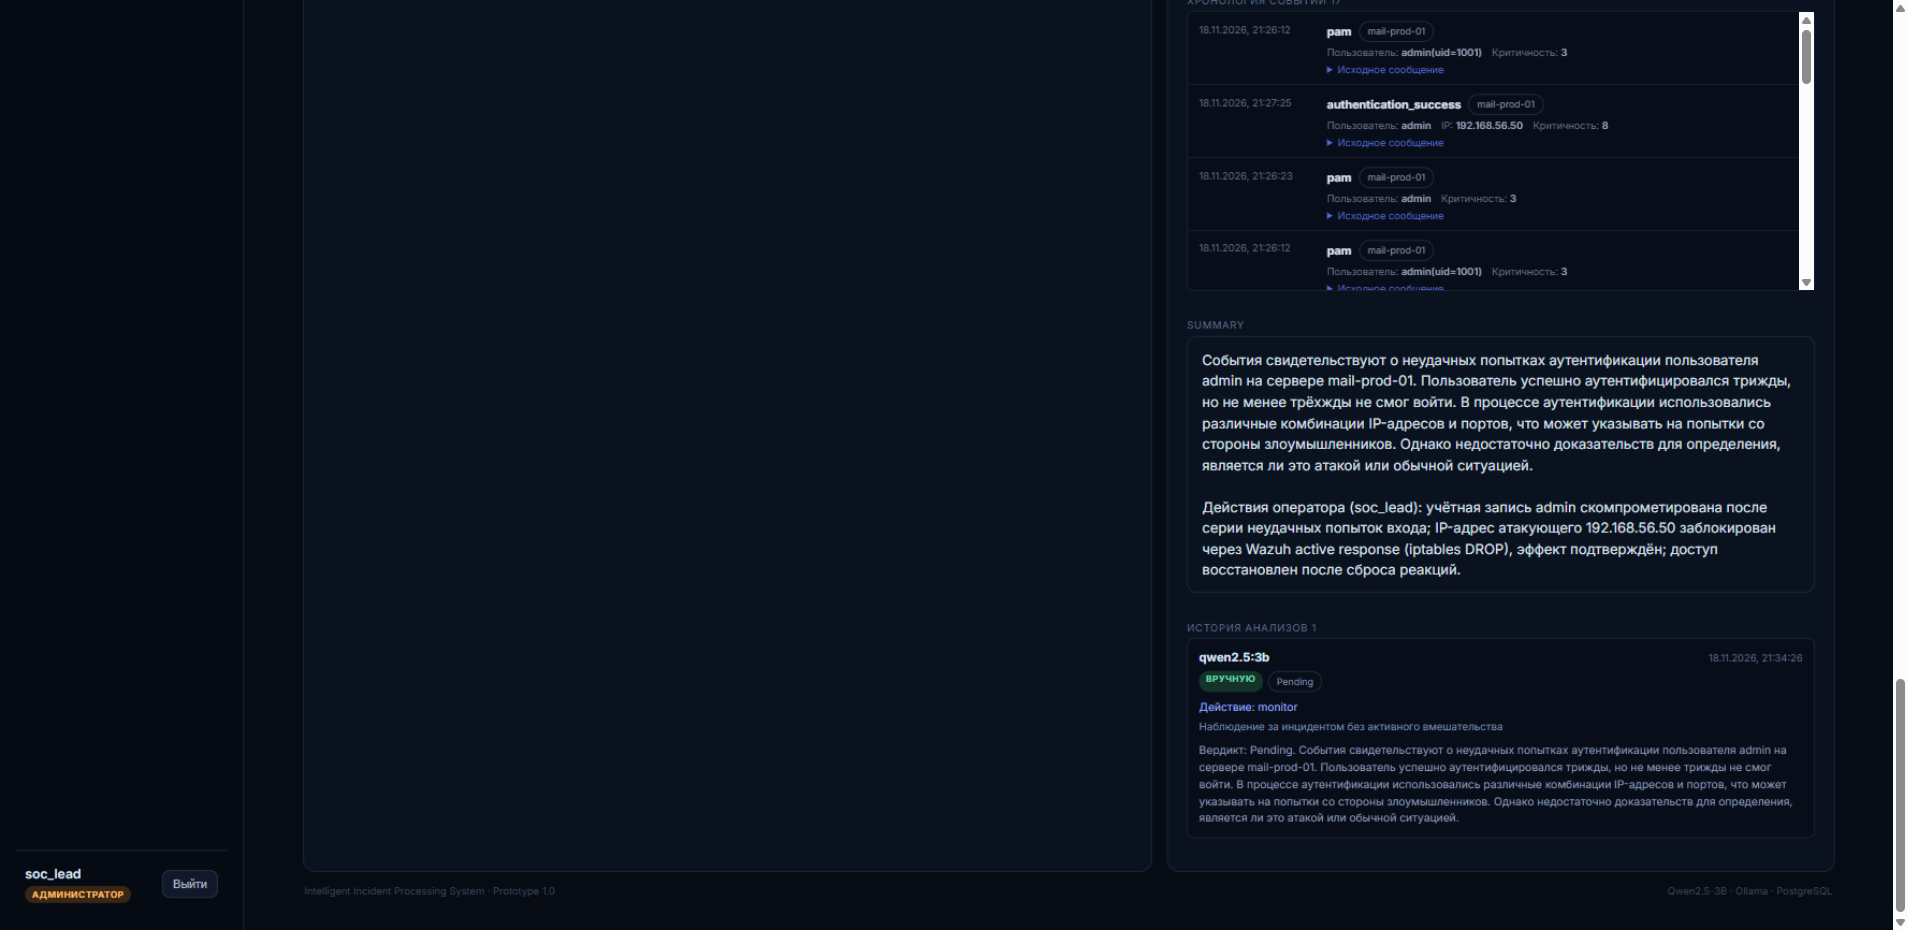 ХРОНОЛОГИЯ СОБЫТИЙ 17
18.11.2026, 21:26:12
pam mail-prod-01
Пользователь: admin(uid=1001) Критичность: 3
▶ Исходное сообщение
18.11.2026, 21:27:25
authentication_success mail-prod-01
Пользователь: admin IP: 192.168.56.50 Критичность: 8
▶ Исходное сообщение
18.11.2026, 21:26:23
pam mail-prod-01
Пользователь: admin Критичность: 3
▶ Исходное сообщение
18.11.2026, 21:26:12
pam mail-prod-01
Пользователь: admin(uid=1001) Критичность: 3
▶ Исходное сообщение
SUMMARY
События свидетельствуют о неудачных попытках аутентификации пользователя
admin на сервере mail-prod-01. Пользователь успешно аутентифицировался трижды,
но не менее трёхжды не смог войти. В процессе аутентификации использовались
различные комбинации IP-адресов и портов, что может указывать на попытки со
стороны злоумышленников. Однако недостаточно доказательств для определения,
является ли это атакой или обычной ситуацией.
Действия оператора (soc_lead): учётная запись admin скомпрометирована после
серии неудачных попыток входа; IP-адрес атакующего 192.168.56.50 заблокирован
через Wazuh active response (iptables DROP), эффект подтверждён; доступ
восстановлен после сброса реакций.
ИСТОРИЯ АНАЛИЗОВ 1
qwen2.5:3b
18.11.2026, 21:34:26
ВРУЧНУЮ Pending
Действие: monitor
Наблюдение за инцидентом без активного вмешательства
Вердикт: Pending. События свидетельствуют о неудачных попытках аутентификации пользователя admin на
сервере mail-prod-01. Пользователь успешно аутентифицировался трижды, но не менее трижды не смог
войти. В процессе аутентификации использовались различные комбинации IP-адресов и портов, что может
указывать на попытки со стороны злоумышленников. Однако недостаточно доказательств для определения,
является ли это атакой или обычной ситуацией.
soc_lead
АДМИНИСТРАТОР
Выйти
Intelligent Incident Processing System · Prototype 1.0
Qwen2.5-3B · Ollama · PostgreSQL